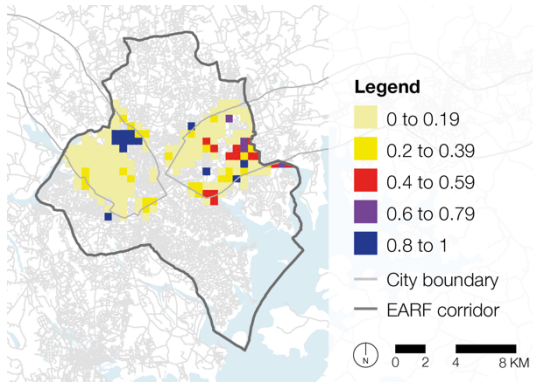 Legend
0 to 0.19
0.2 to 0.39
0.4 to 0.59
0.6 to 0.79
0.8 to 1
City boundary
EARF corridor
N
0 2 4 8 KM